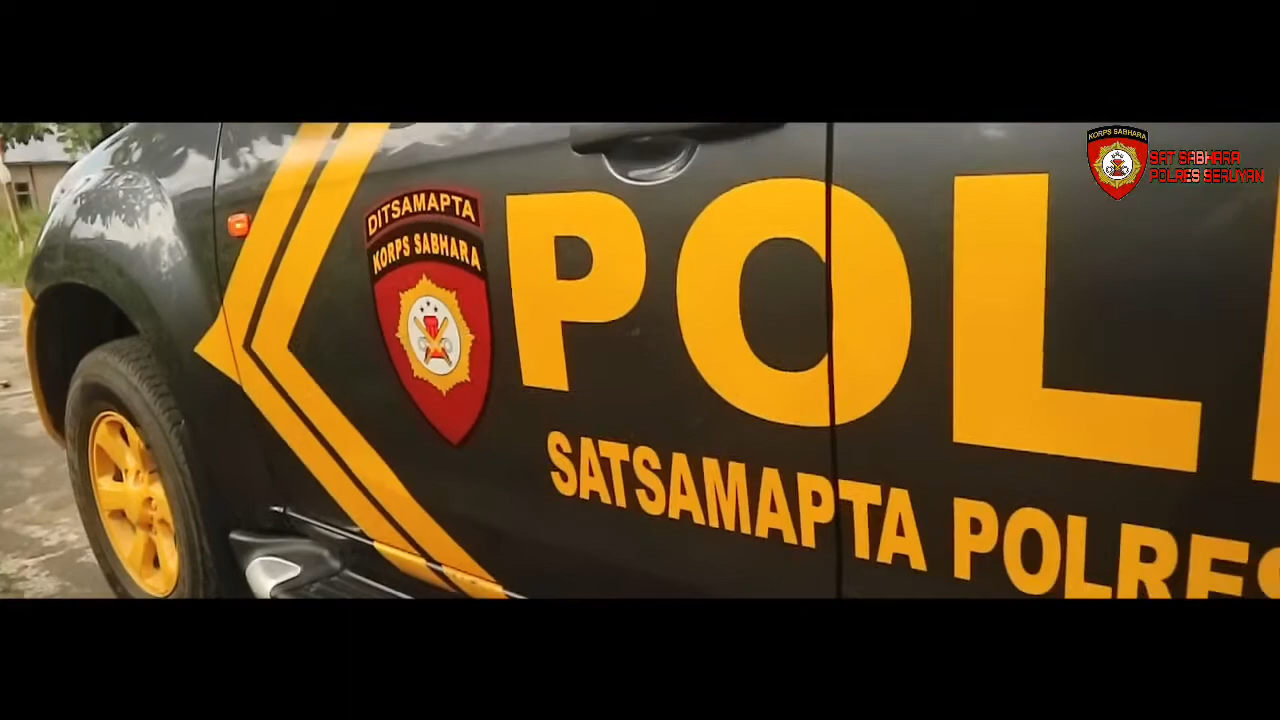 KORPS SABHARA
SAT SABHARA
POLRES SERUYAN
DITSAMAPTA
KORPS SABHARA
POL
SATSAMAPTA POLRES